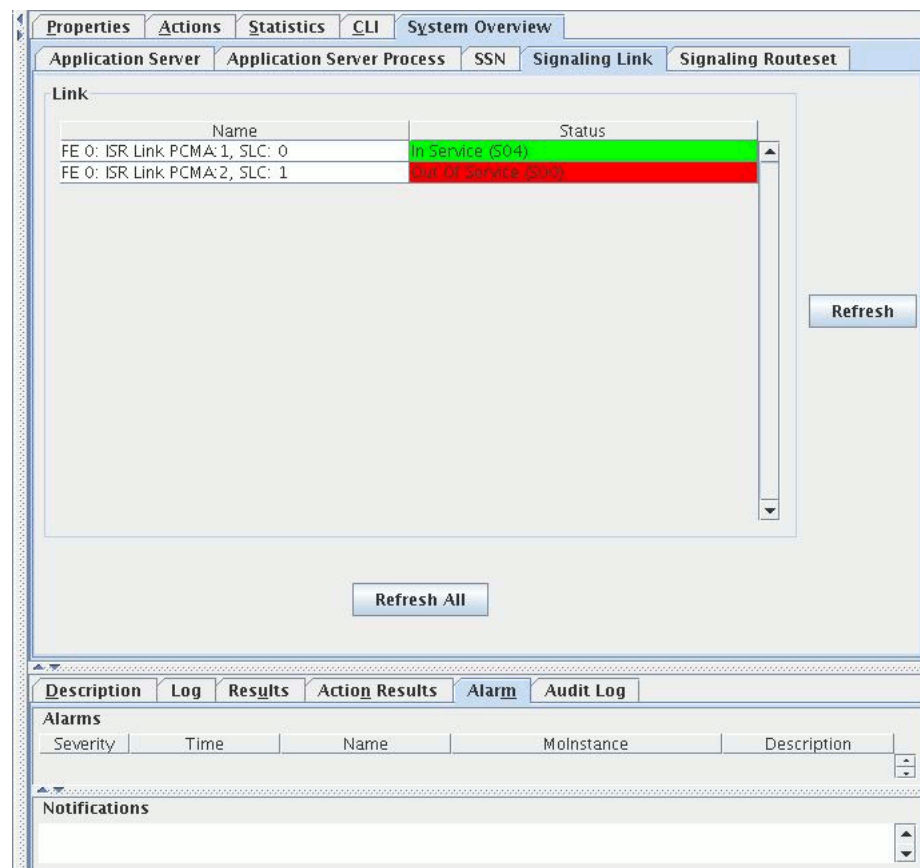 Properties Actions Statistics CLI System Overview
Application Server Application Server Process SSN Signaling Link Signaling Routeset
Link
Name Status
FE 0: ISR Link PCMA:1, SLC: 0 In Service (S04)
FE 0: ISR Link PCMA:2, SLC: 1 Out Of Service (S00)
Refresh
Refresh All
Description Log Results Action Results Alarm Audit Log
Alarms
Severity Time Name MoInstance Description
Notifications